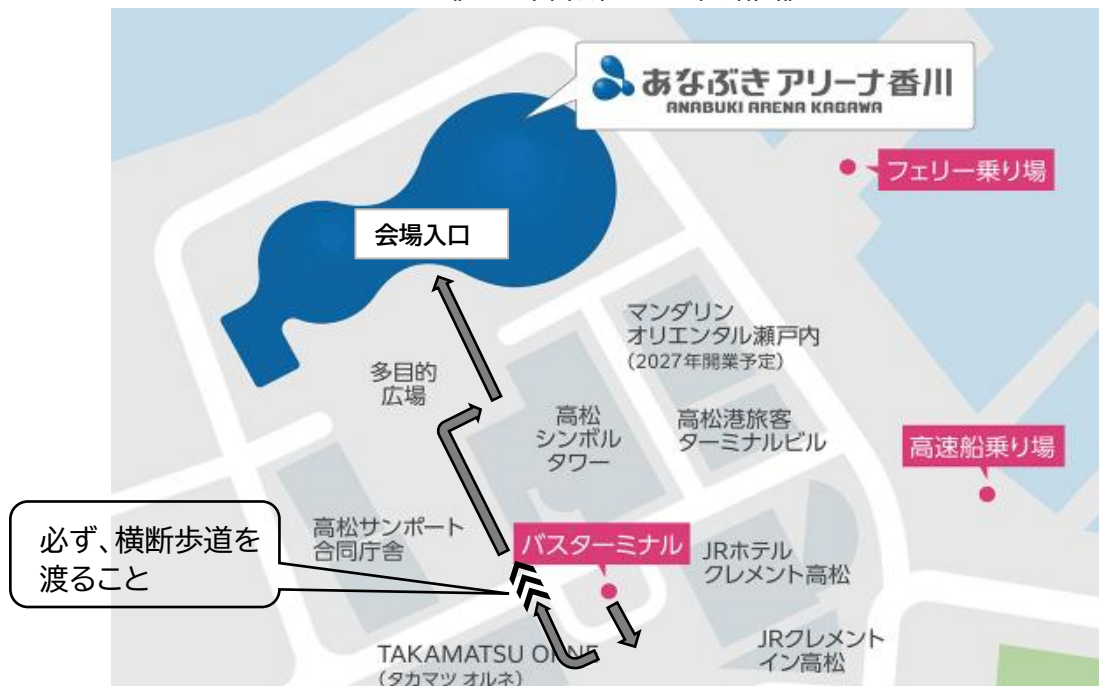 あなぶきアリーナ香川
ANABUKI ARENA KAGAWA
フェリー乗り場
会場入口
マンダリン
オリエンタル瀬戸内
(2027年開業予定)
多目的
広場
高松
シンボル
タワー
高松港旅客
ターミナルビル
高速船乗り場
必ず、横断歩道を
渡ること
高松サンポート
合同庁舎
バスターミナル
JRホテル
クレメント高松
TAKAMATSU ORNE
(タカマツ オルネ)
JRクレメント
イン高松